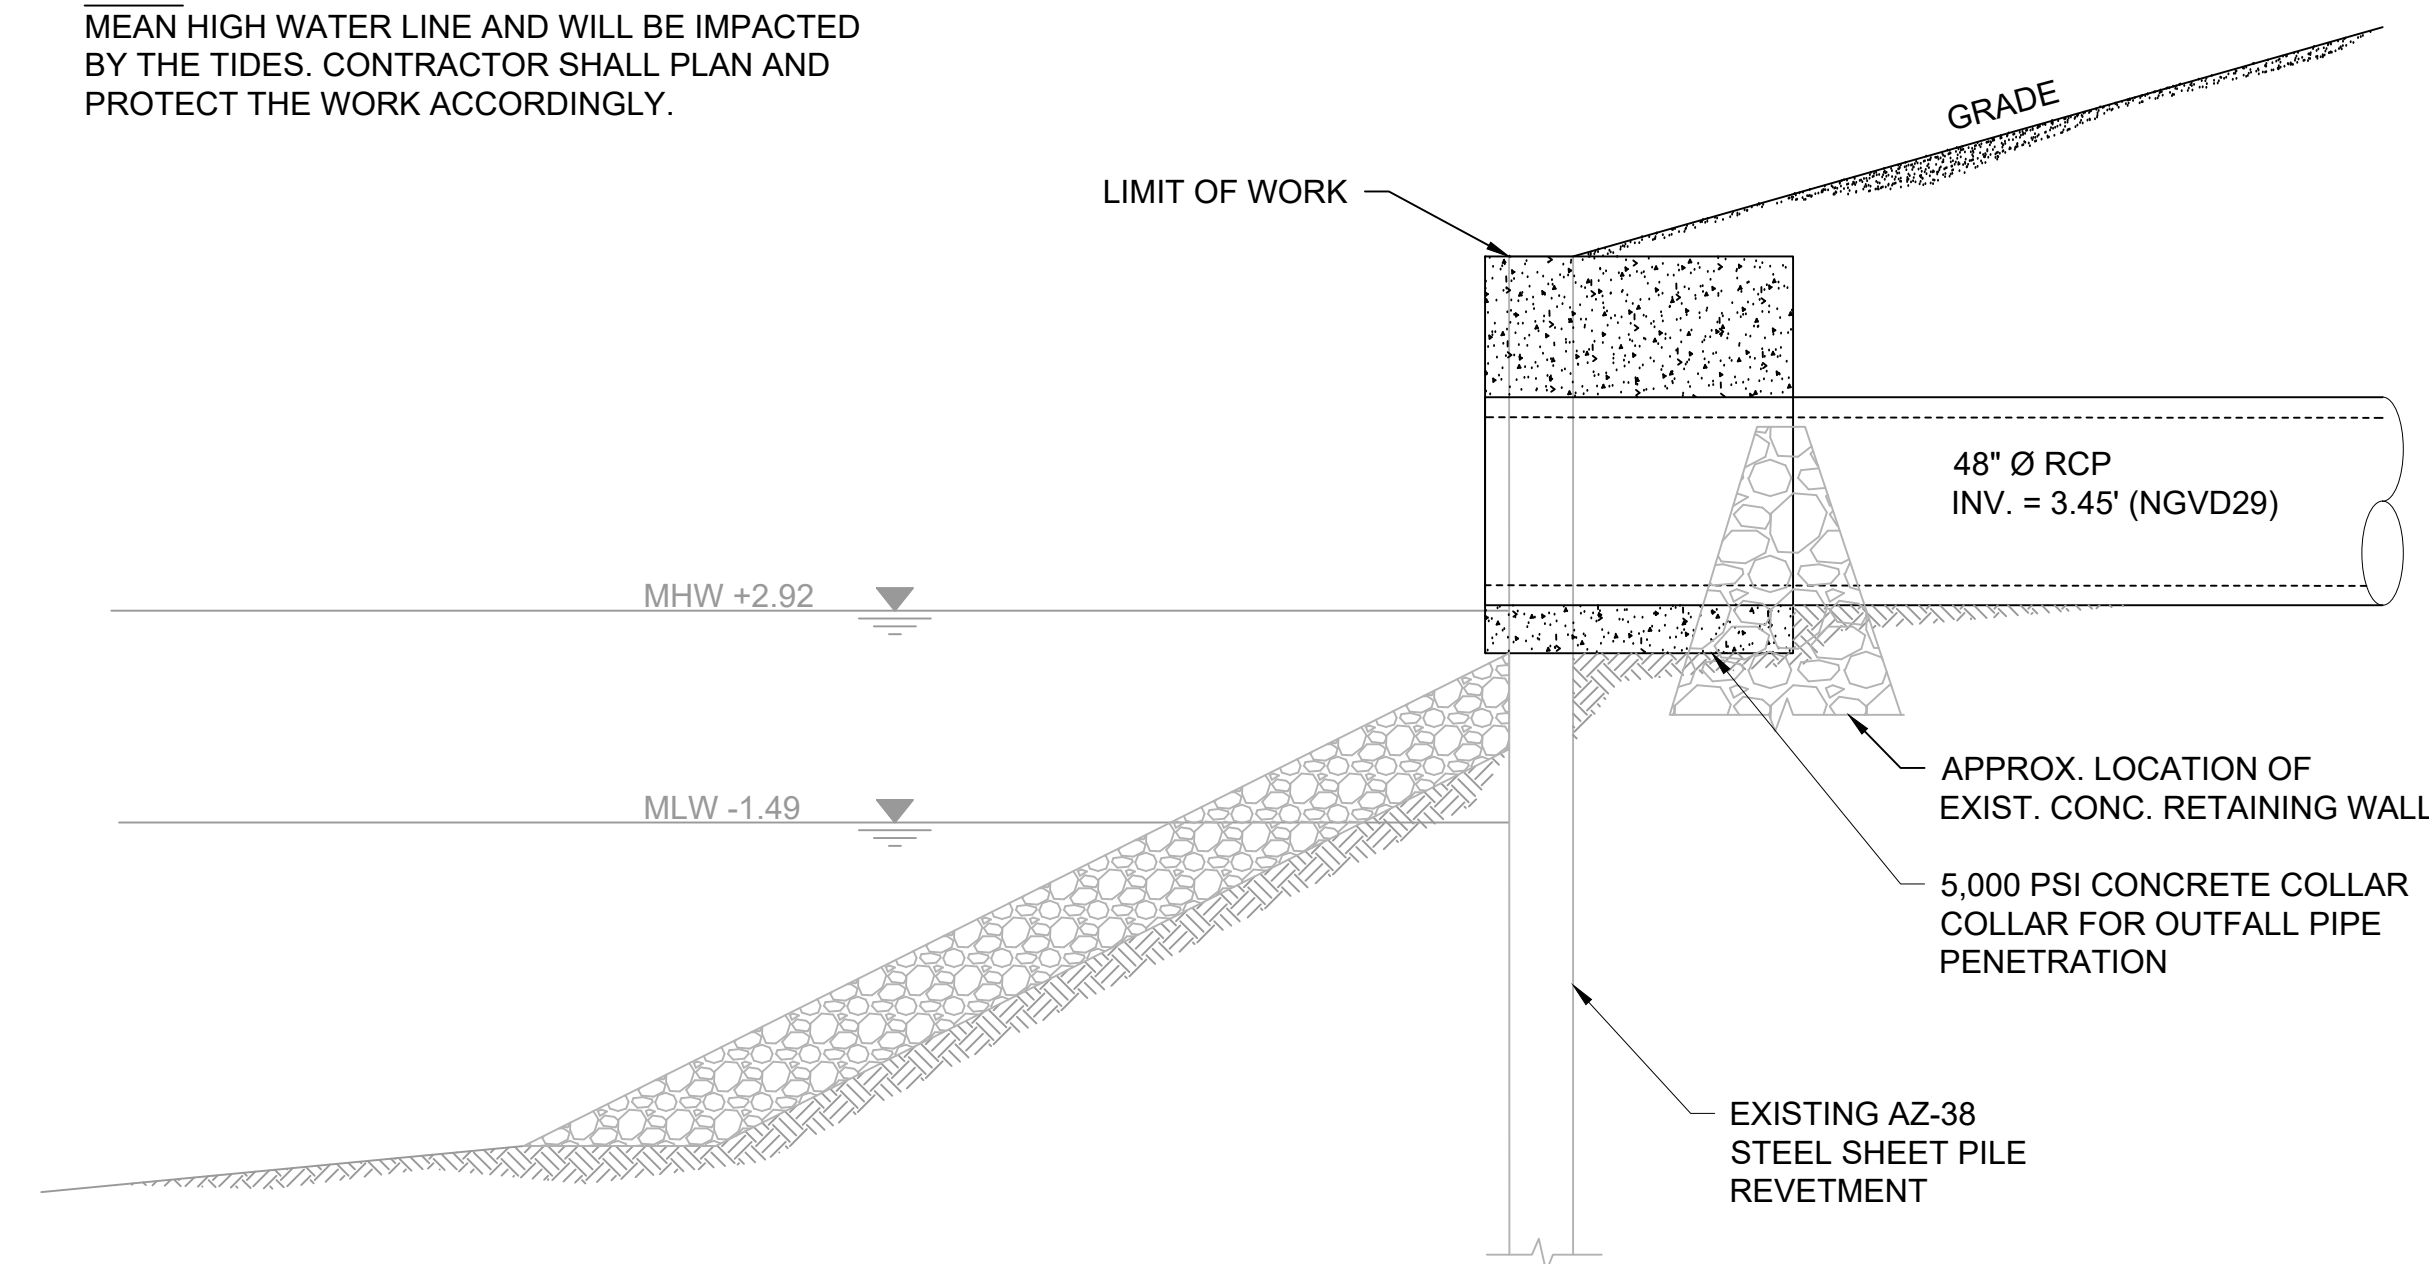 MEAN HIGH WATER LINE AND WILL BE IMPACTED
BY THE TIDES. CONTRACTOR SHALL PLAN AND
PROTECT THE WORK ACCORDINGLY.
GRADE
LIMIT OF WORK
48" Ø RCP
INV. = 3.45' (NGVD29)
MHW +2.92
MLW -1.49
APPROX. LOCATION OF
EXIST. CONC. RETAINING WALL
5,000 PSI CONCRETE COLLAR
COLLAR FOR OUTFALL PIPE
PENETRATION
EXISTING AZ-38
STEEL SHEET PILE
REVETMENT